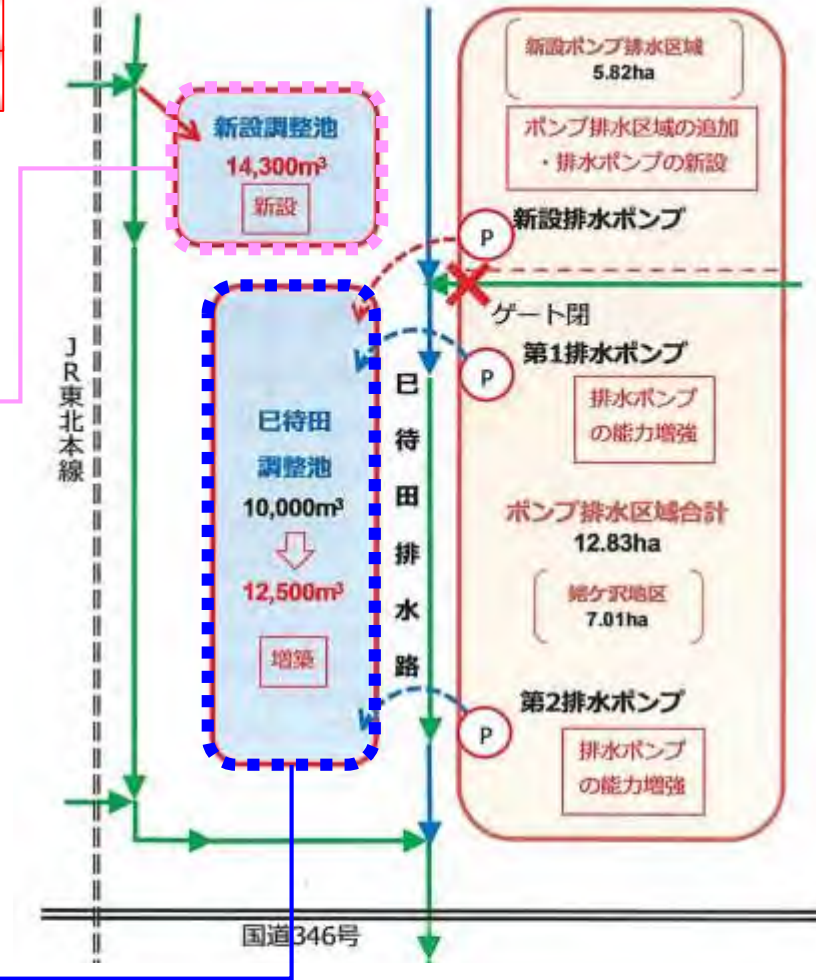 新設ポンプ排水区域
5.82ha
ポンプ排水区域の追加
・排水ポンプの新設
新設調整池
14,300m³
新設
新設排水ポンプ
P
ゲート閉
第1排水ポンプ
P
排水ポンプ
の能力増強
JR東北本線
巳待田排水路
巳待田
調整池
10,000m³
12,500m³
増築
ポンプ排水区域合計
12.83ha
姥ケ沢地区
7.01ha
第2排水ポンプ
P
排水ポンプ
の能力増強
国道346号